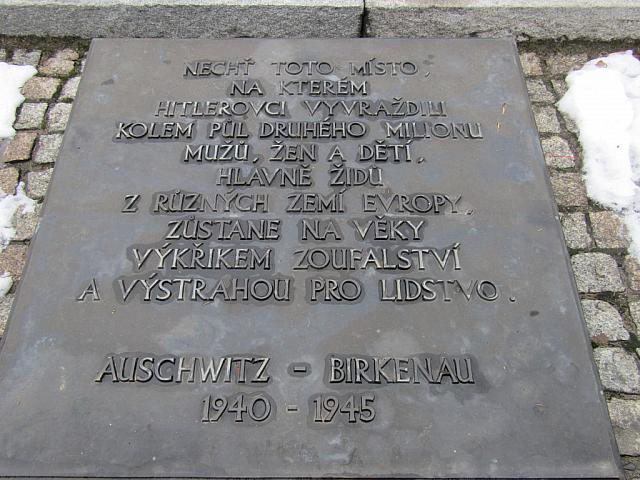 NECHŤ TOTO MÍSTO,
NA KTERÉM
HITLEROVCI VYVRAŽDILI
KOLEM PŮL DRUHÉHO MILIONU
MUŽŮ, ŽEN A DĚTÍ,
HLAVNĚ ŽIDŮ
Z RŮZNÝCH ZEMÍ EVROPY,
ZŮSTANE NA VĚKY
VÝKŘIKEM ZOUFALSTVÍ
A VÝSTRAHOU PRO LIDSTVO.
AUSCHWITZ - BIRKENAU
1940 - 1945